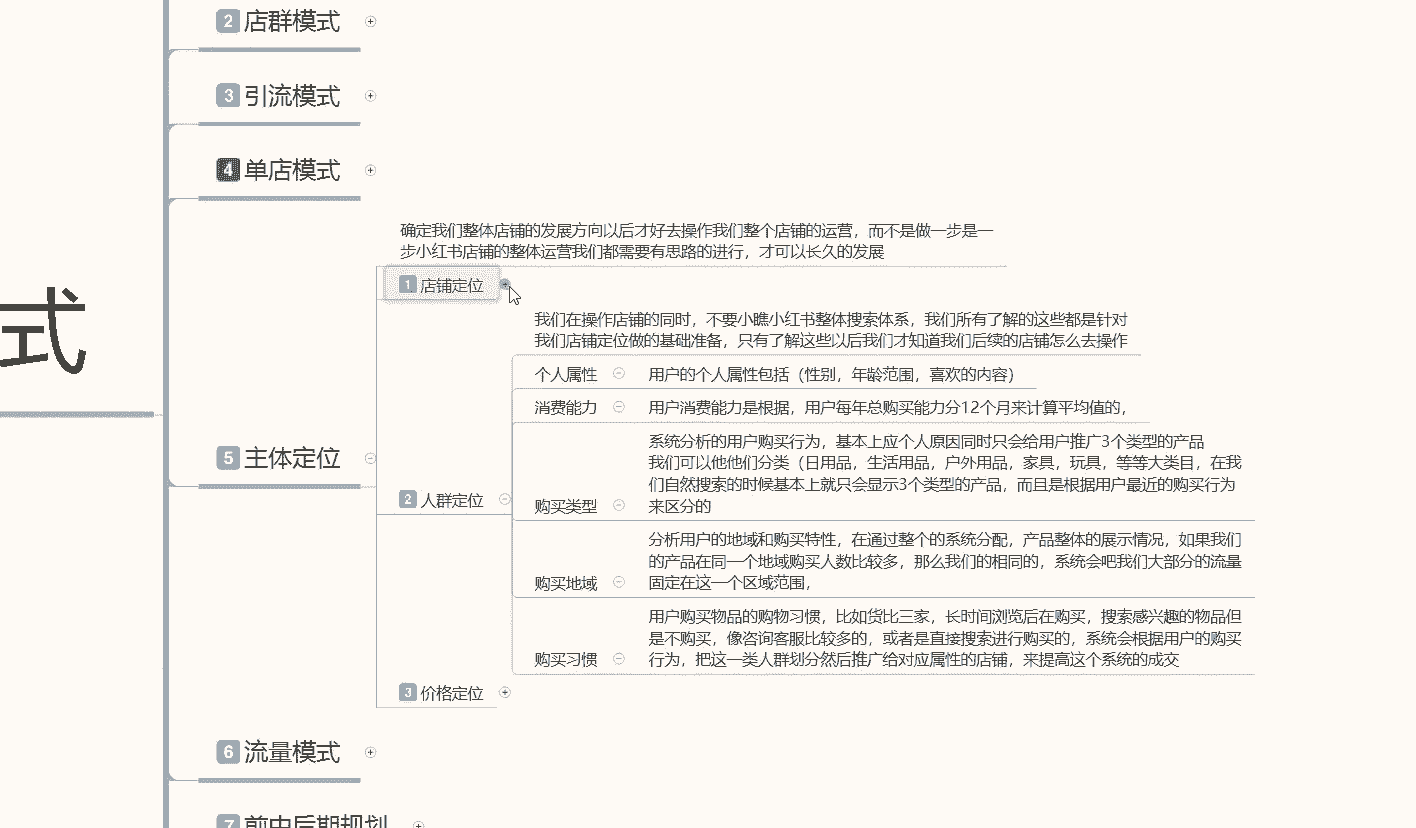 2 店群模式
3 引流模式
4 单店模式
确定我们整体店铺的发展方向以后才好去操作我们整个店铺的运营，而不是做一步是一
步小红书店铺的整体运营我们都需要有思路的进行，才可以长久的发展
1 店铺定位
我们在操作店铺的同时，不要小瞧小红书整体搜索体系，我们所有了解的这些都是针对
我们店铺定位做的基础准备，只有了解这些以后我们才知道我们后续的店铺怎么去操作
个人属性 用户的个人属性包括（性别，年龄范围，喜欢的内容）
消费能力 用户消费能力是根据，用户每年总购买能力分12个月来计算平均值的，
系统分析的用户购买行为，基本上应个人原因同时只会给用户推广3个类型的产品
我们可以他他们分类（日用品，生活用品，户外用品，家具，玩具，等等大类目，在我
们自然搜索的时候基本上就只会显示3个类型的产品，而且是根据用户最近的购买行为
购买类型 来区分的
式
5 主体定位
2 人群定位
分析用户的地域和购买特性，在通过整个的系统分配，产品整体的展示情况，如果我们
的产品在同一个地域购买人数比较多，那么我们的相同的，系统会吧我们大部分的流量
购买地域 固定在这一个区域范围，
用户购买物品的购物习惯，比如货比三家，长时间浏览后在购买，搜索感兴趣的物品但
是不购买，像咨询客服比较多的，或者是直接搜索进行购买的，系统会根据用户的购买
购买习惯 行为，把这一类人群划分然后推广给对应属性的店铺，来提高这个系统的成交
3 价格定位
6 流量模式
7 前中后期规划